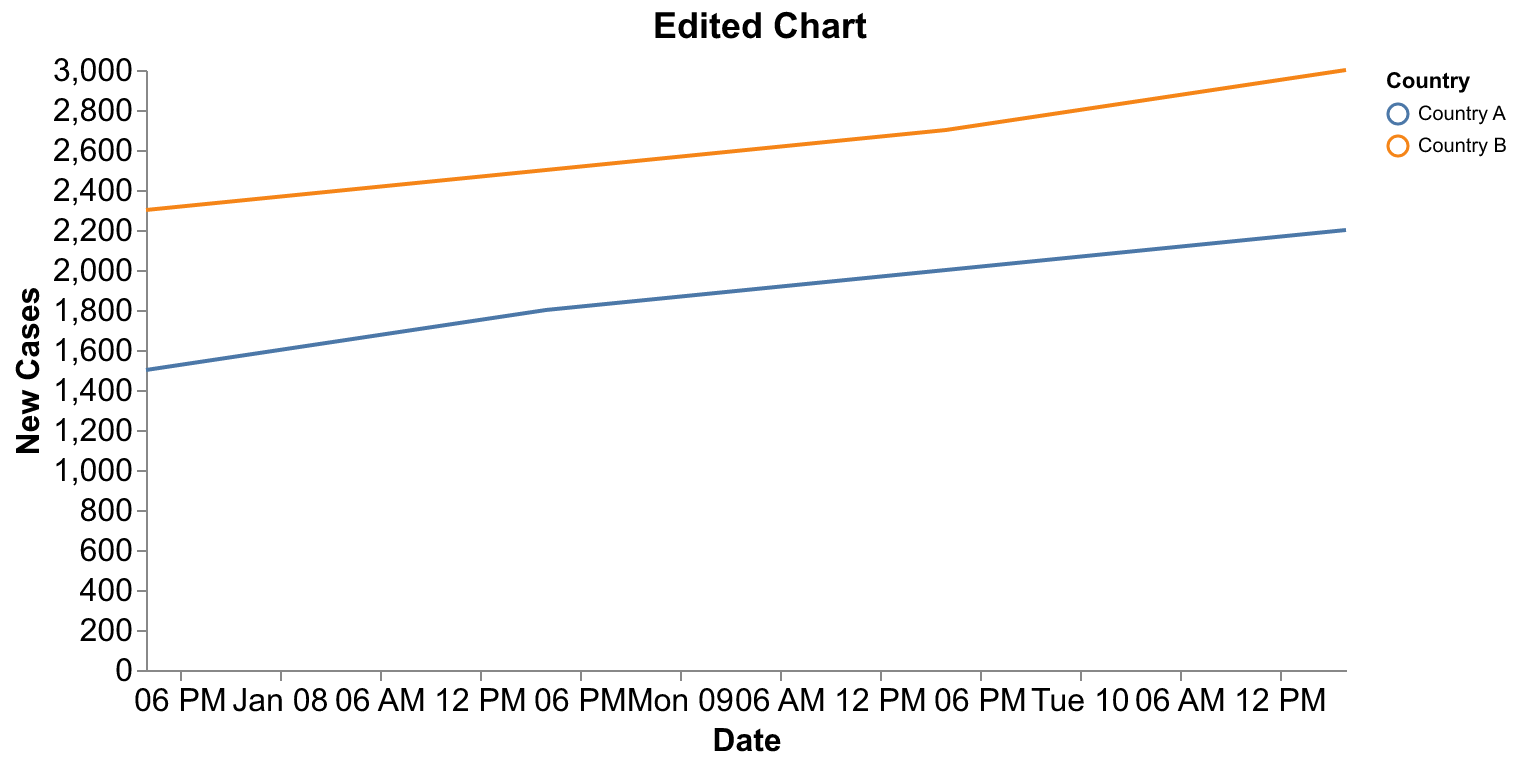 Edited Chart
3,000
2,800
2,600
2,400
2,200
2,000
1,800
1,600
1,400
1,200
1,000
800
600
400
200
0
New Cases
06 PM Jan 08 06 AM 12 PM 06 PM Mon 09 06 AM 12 PM 06 PM Tue 10 06 AM 12 PM
Date
Country
Country A
Country B